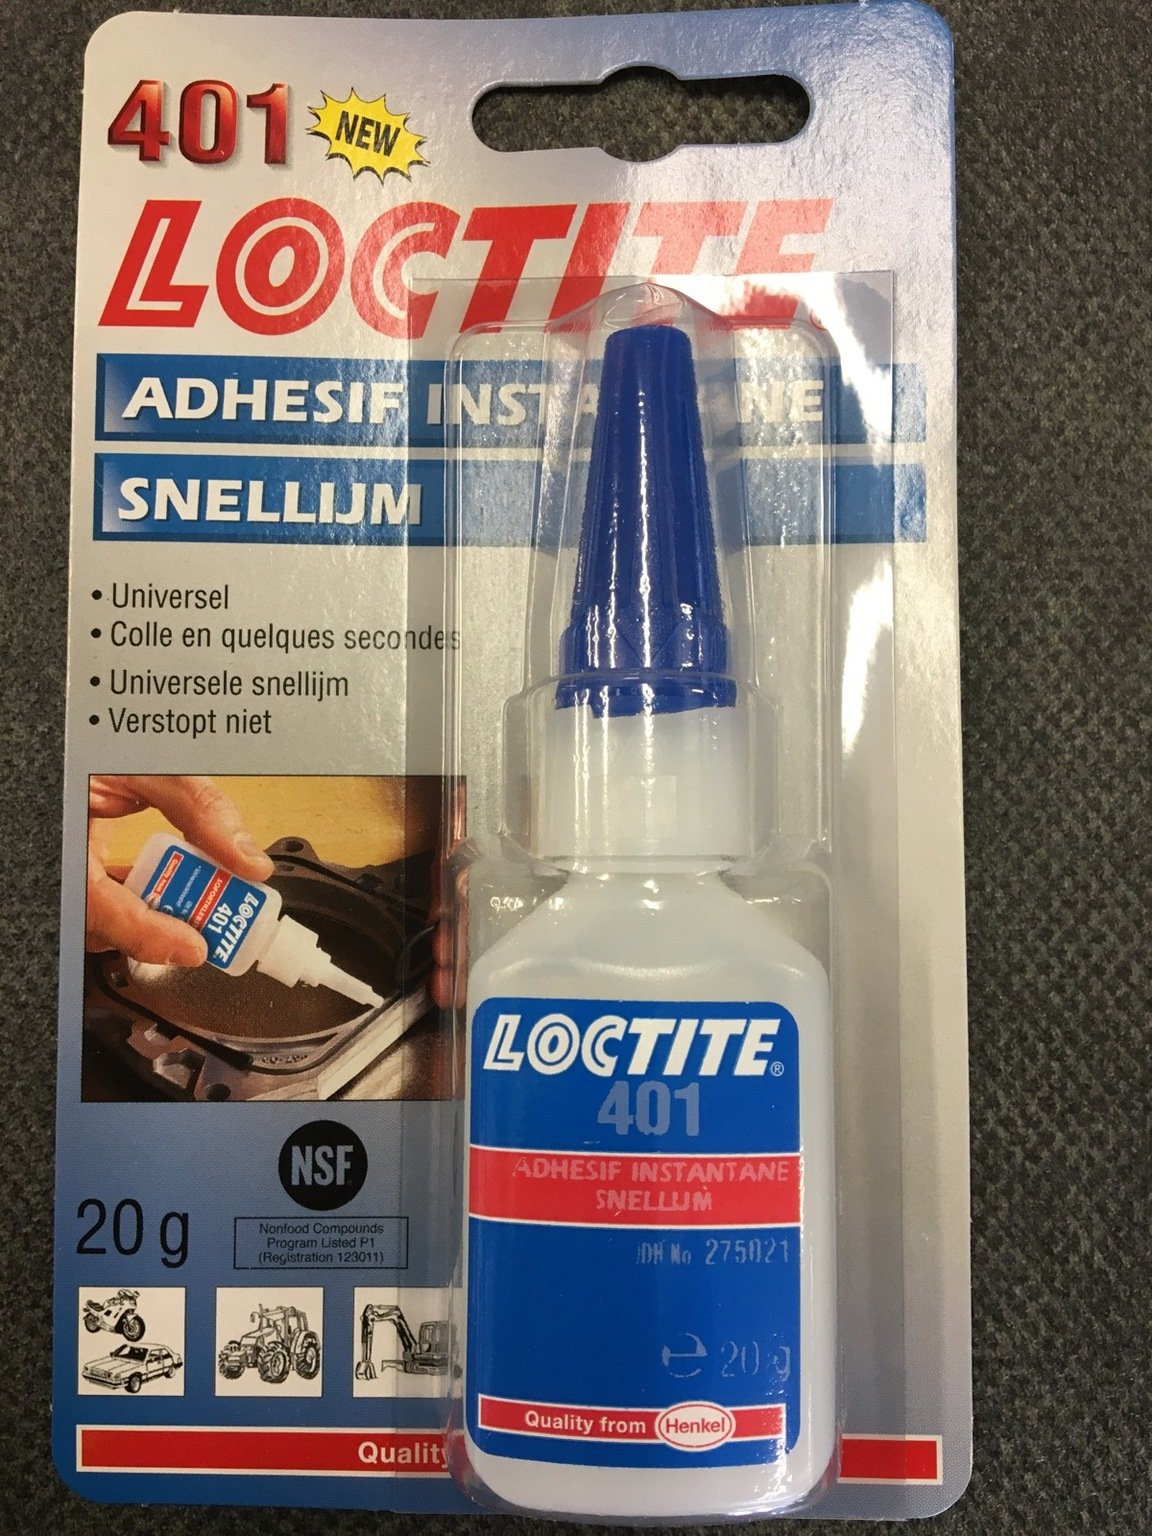 401 NEW
LOCTITE
ADHESIF INSTANTANE
SNELLIJM
• Universel
• Colle en quelques secondes
• Universele snellijm
• Verstopt niet
LOCTITE
401
NSF
20 g
Nonfood Compounds
Program Listed P1
(Registration 123011)
Quality
LOCTITE®
401
ADHESIF INSTANTANE
SNELLIJM
IDH No 275021
℮ 20 g
Quality from Henkel